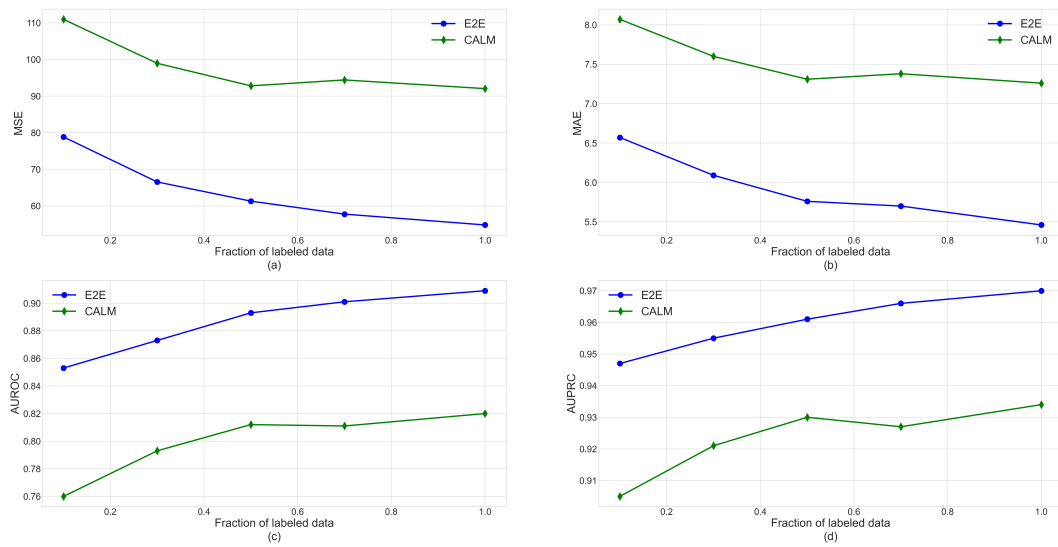 110
100
90
80
70
60
MSE
E2E
CALM
0.2 0.4 0.6 0.8 1.0
Fraction of labeled data
(a)
8.0
7.5
7.0
6.5
6.0
5.5
MAE
E2E
CALM
0.2 0.4 0.6 0.8 1.0
Fraction of labeled data
(b)
0.90
0.88
0.86
0.84
0.82
0.80
0.78
0.76
AUROC
E2E
CALM
0.2 0.4 0.6 0.8 1.0
Fraction of labeled data
(c)
0.97
0.96
0.95
0.94
0.93
0.92
0.91
AUPRC
E2E
CALM
0.2 0.4 0.6 0.8 1.0
Fraction of labeled data
(d)